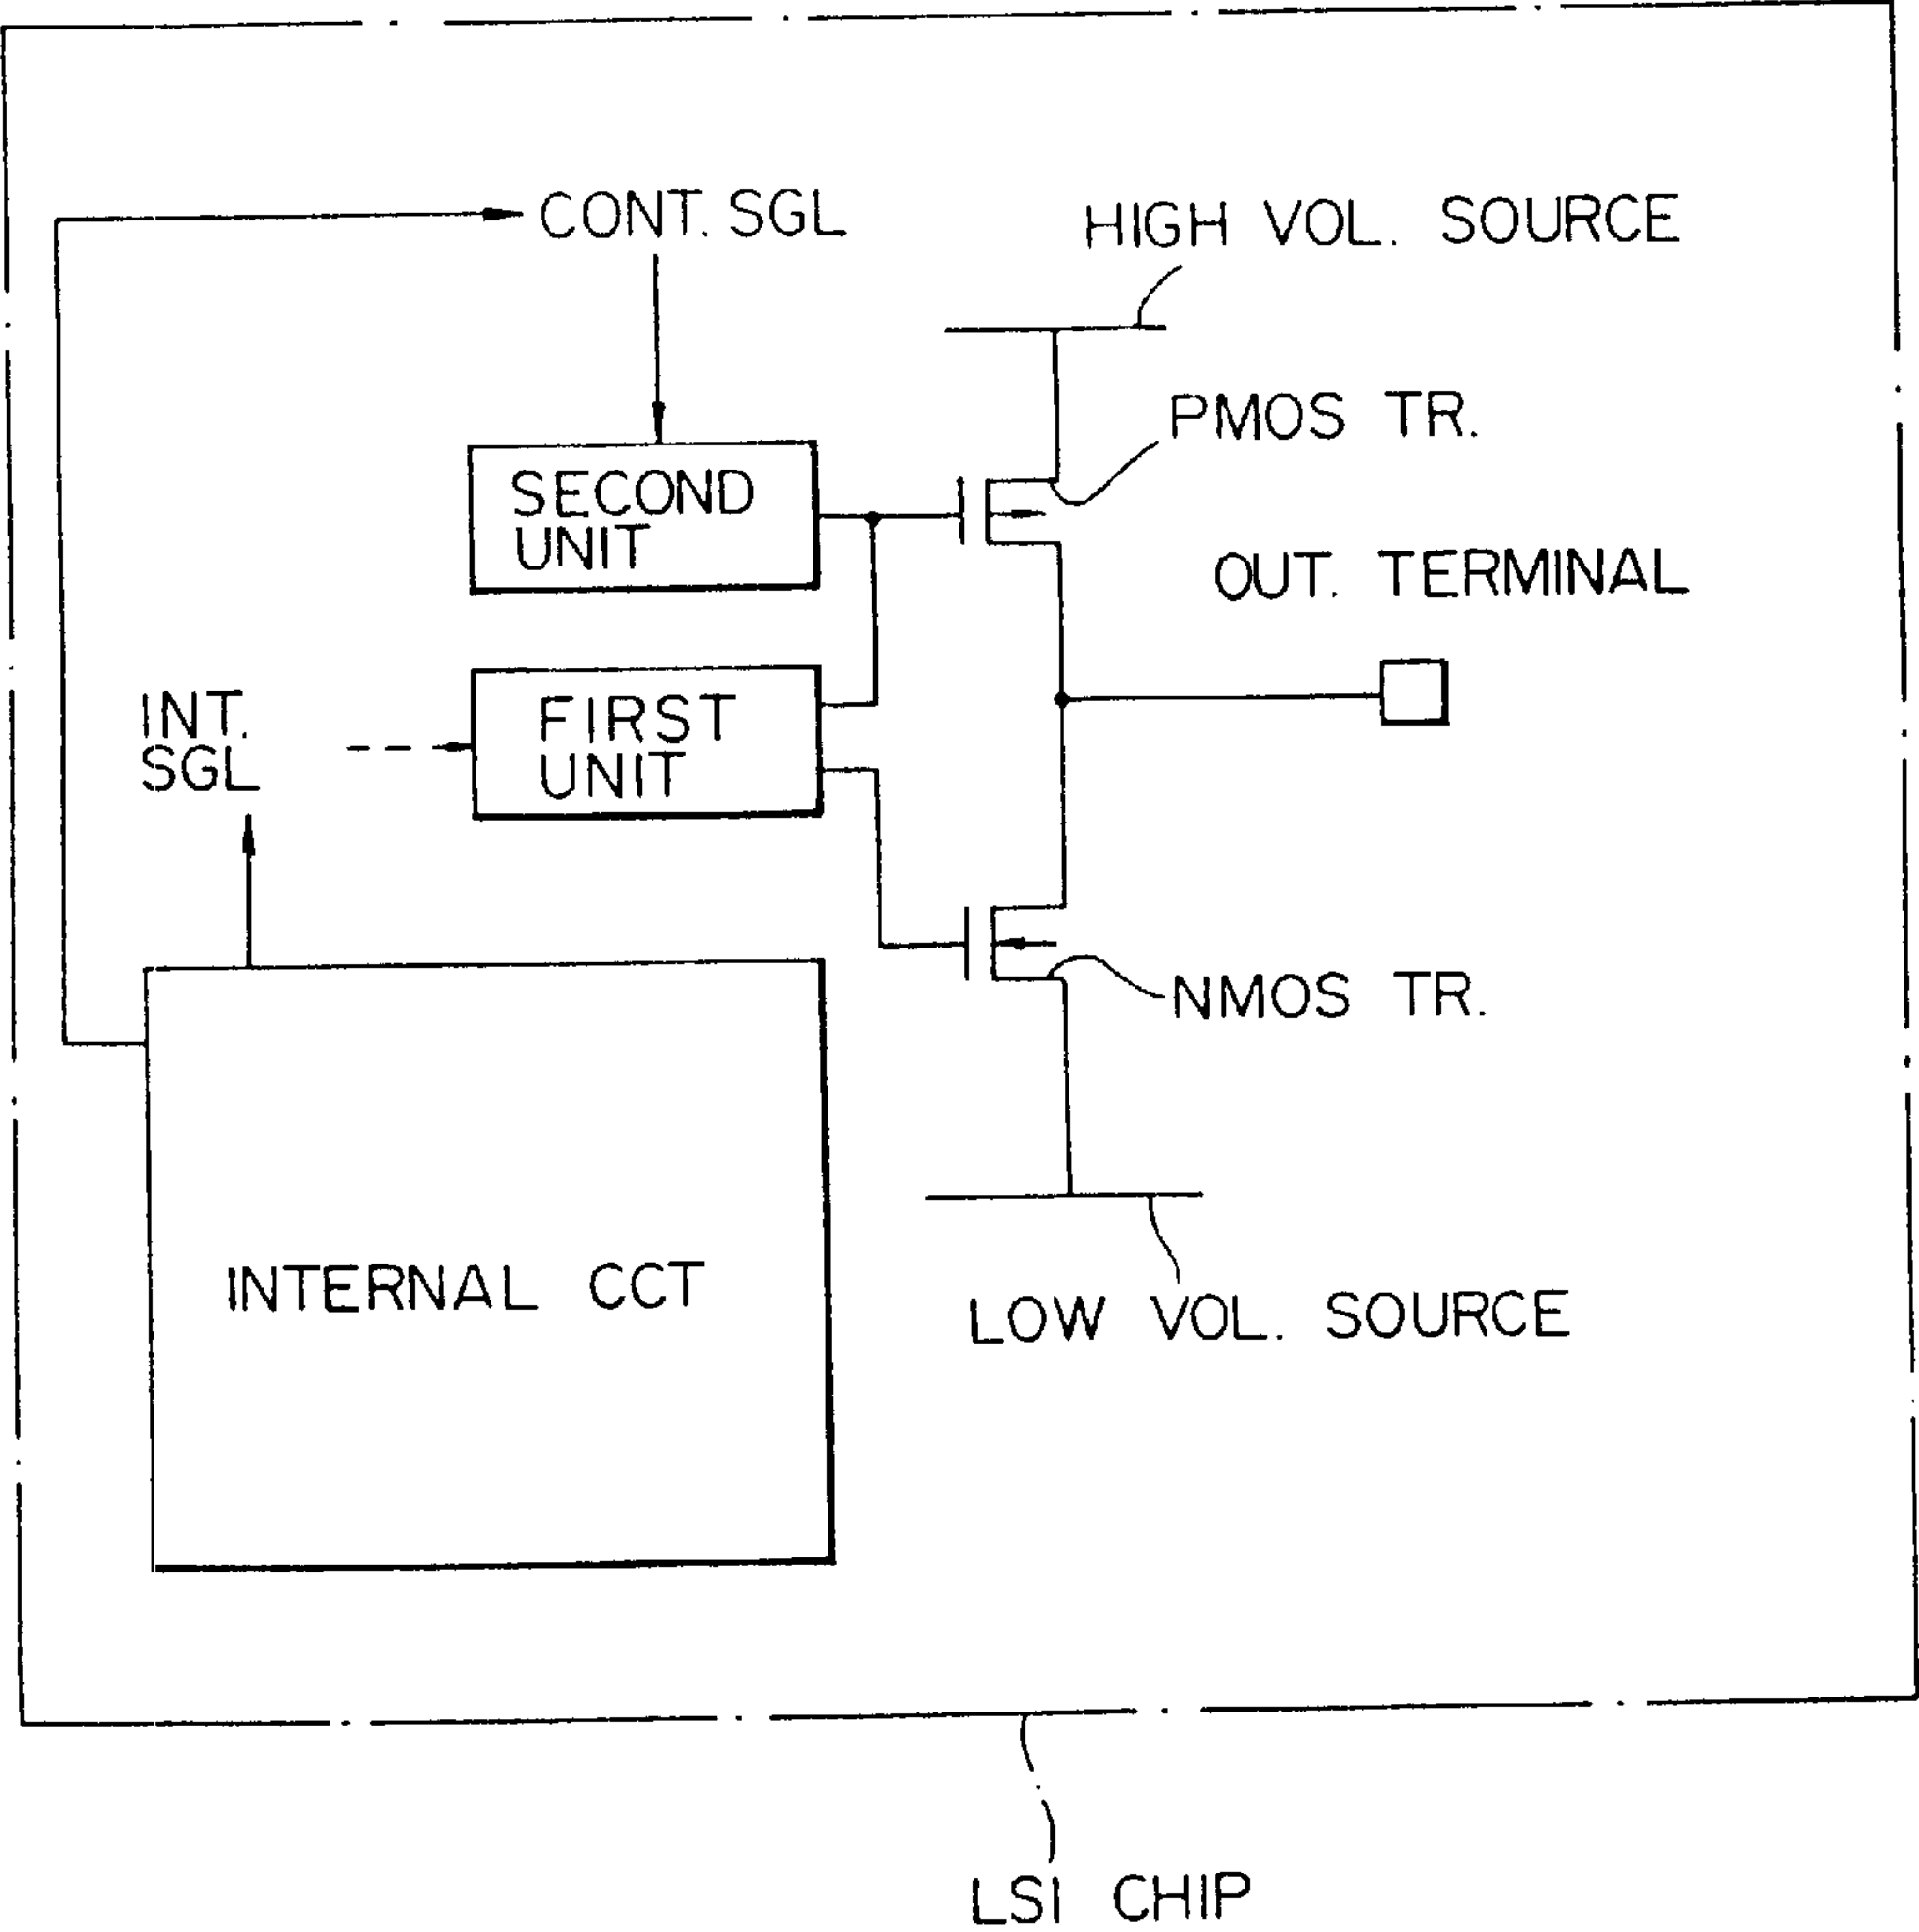 CONT. SGL
HIGH VOL. SOURCE
PMOS TR.
SECOND
UNIT
OUT. TERMINAL
INT.
SGL
FIRST
UNIT
NMOS TR.
INTERNAL CCT
LOW VOL. SOURCE
LSI CHIP